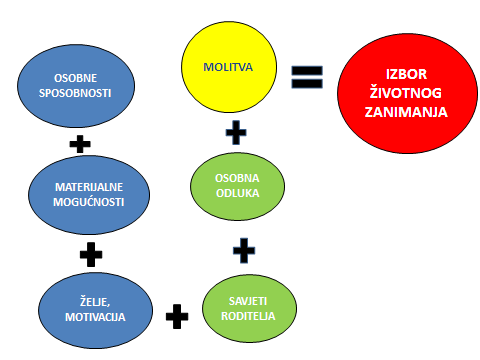 OSOBNE
SPOSOBNOSTI
MATERIJALNE
MOGUĆNOSTI
ŽELJE,
MOTIVACIJA
SAVJETI
RODITELJA
OSOBNA
ODLUKA
MOLITVA
IZBOR
ŽIVOTNOG
ZANIMANJA